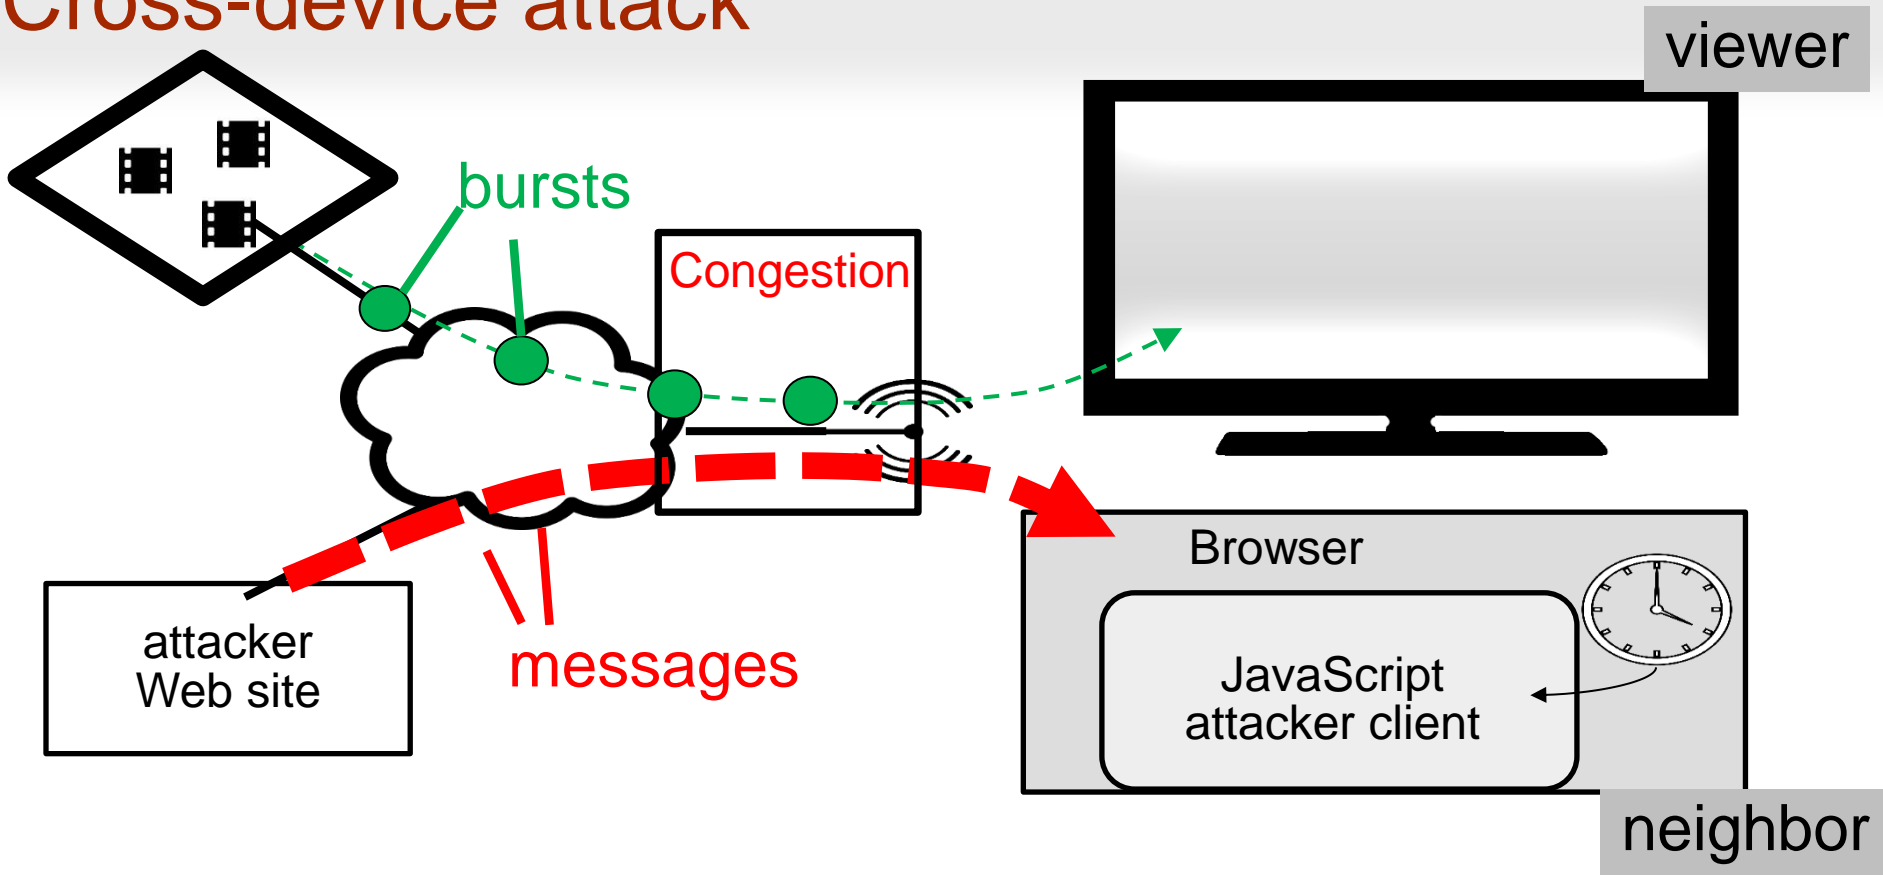 Cross-device attack
viewer
bursts
Congestion
Browser
attacker
Web site
messages
JavaScript
attacker client
neighbor